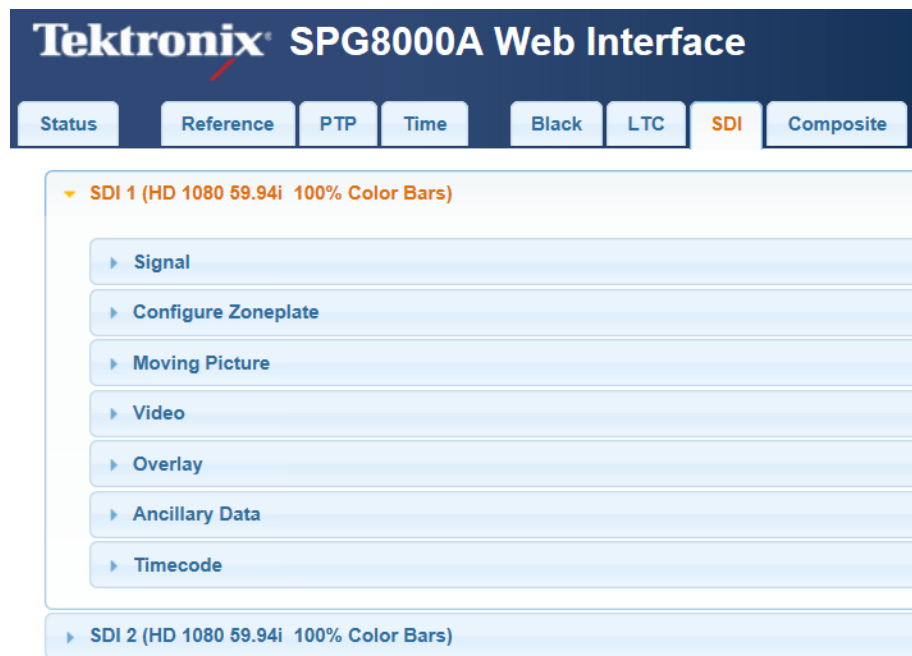 Tektronix® SPG8000A Web Interface
Status Reference PTP Time Black LTC SDI Composite
SDI 1 (HD 1080 59.94i 100% Color Bars)
Signal
Configure Zoneplate
Moving Picture
Video
Overlay
Ancillary Data
Timecode
SDI 2 (HD 1080 59.94i 100% Color Bars)